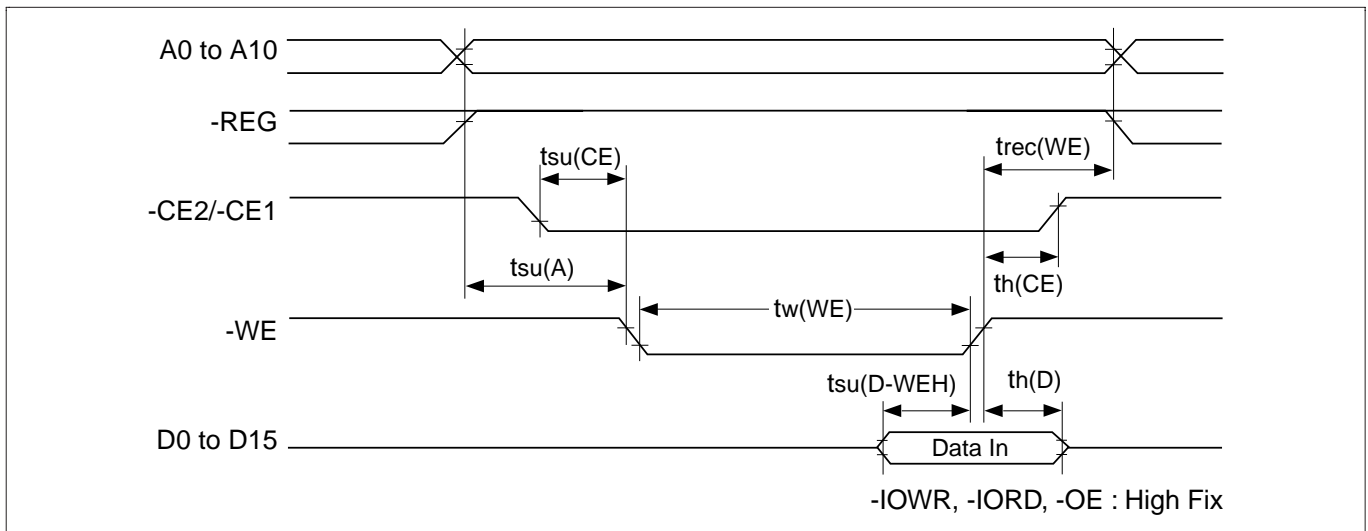 A0 to A10
-REG
tsu(CE)
trec(WE)
-CE2/-CE1
tsu(A)
th(CE)
tw(WE)
-WE
tsu(D-WEH)
th(D)
D0 to D15
Data In
-IOWR, -IORD, -OE : High Fix